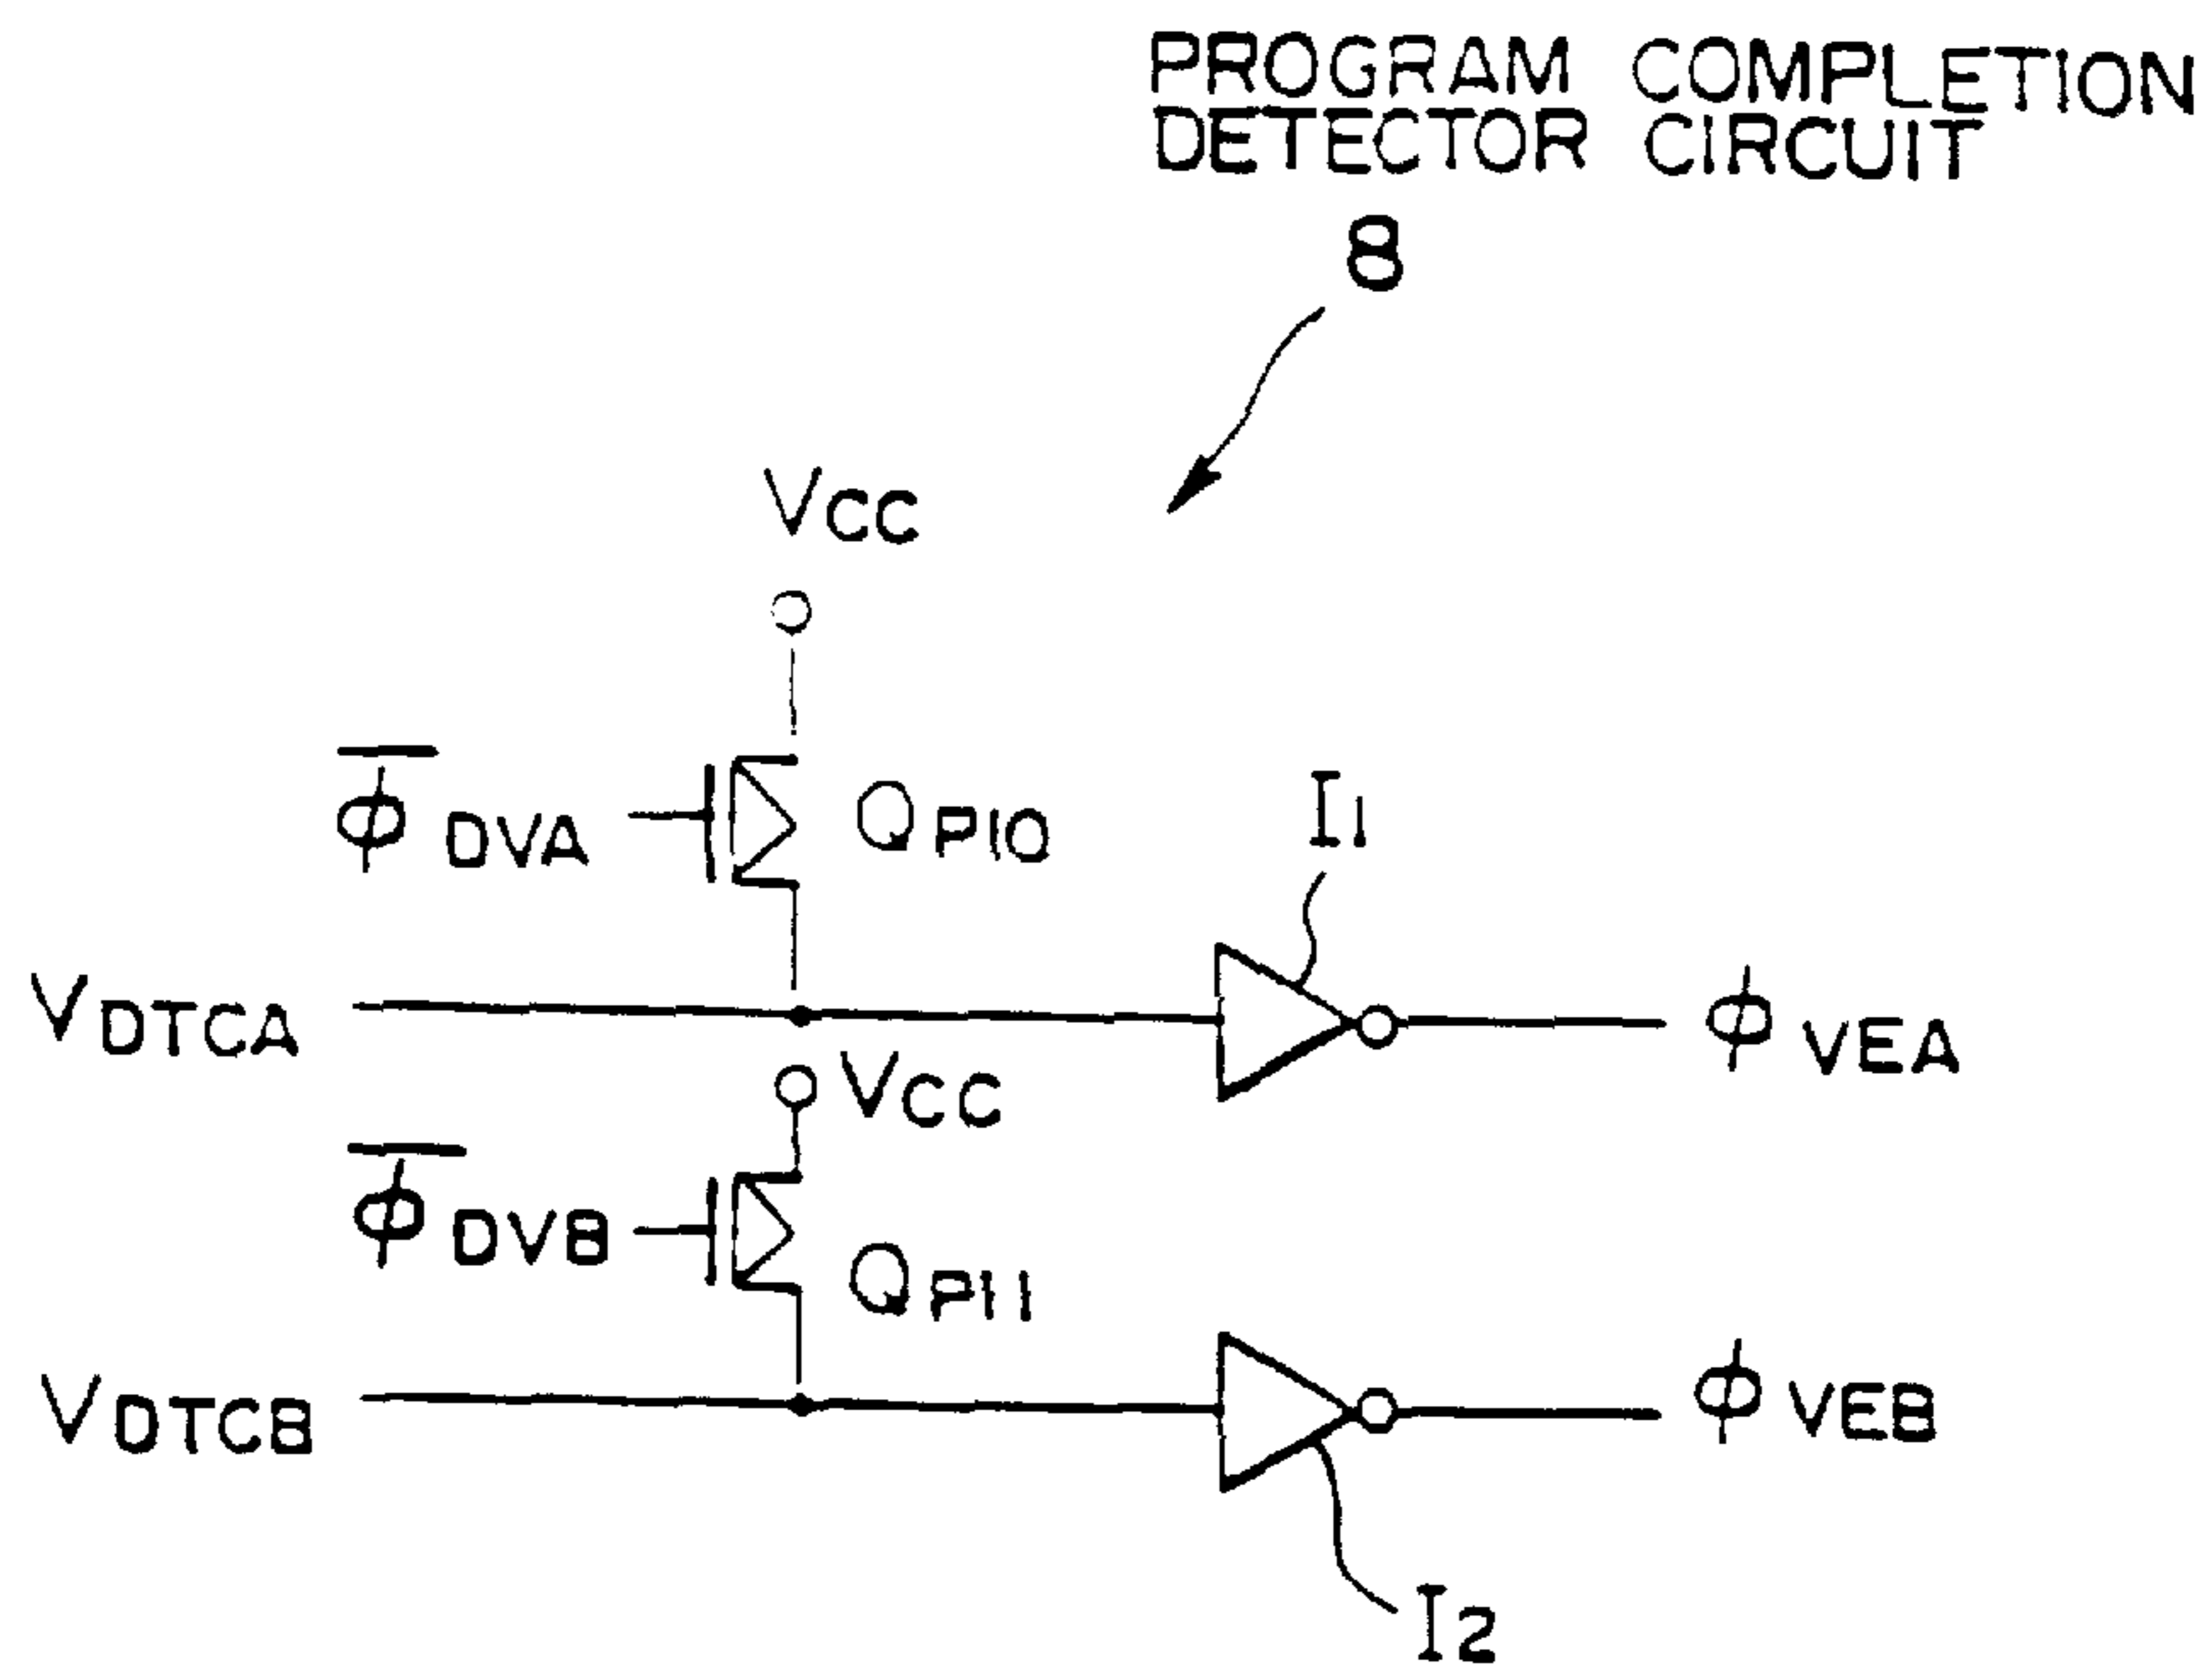 PROGRAM COMPLETION
DETECTOR CIRCUIT
8
VCC
ϕ̅DVA
QP10
I1
VDTCA
ϕVEA
VCC
ϕ̅DVB
QP11
VDTCB
ϕVEB
I2